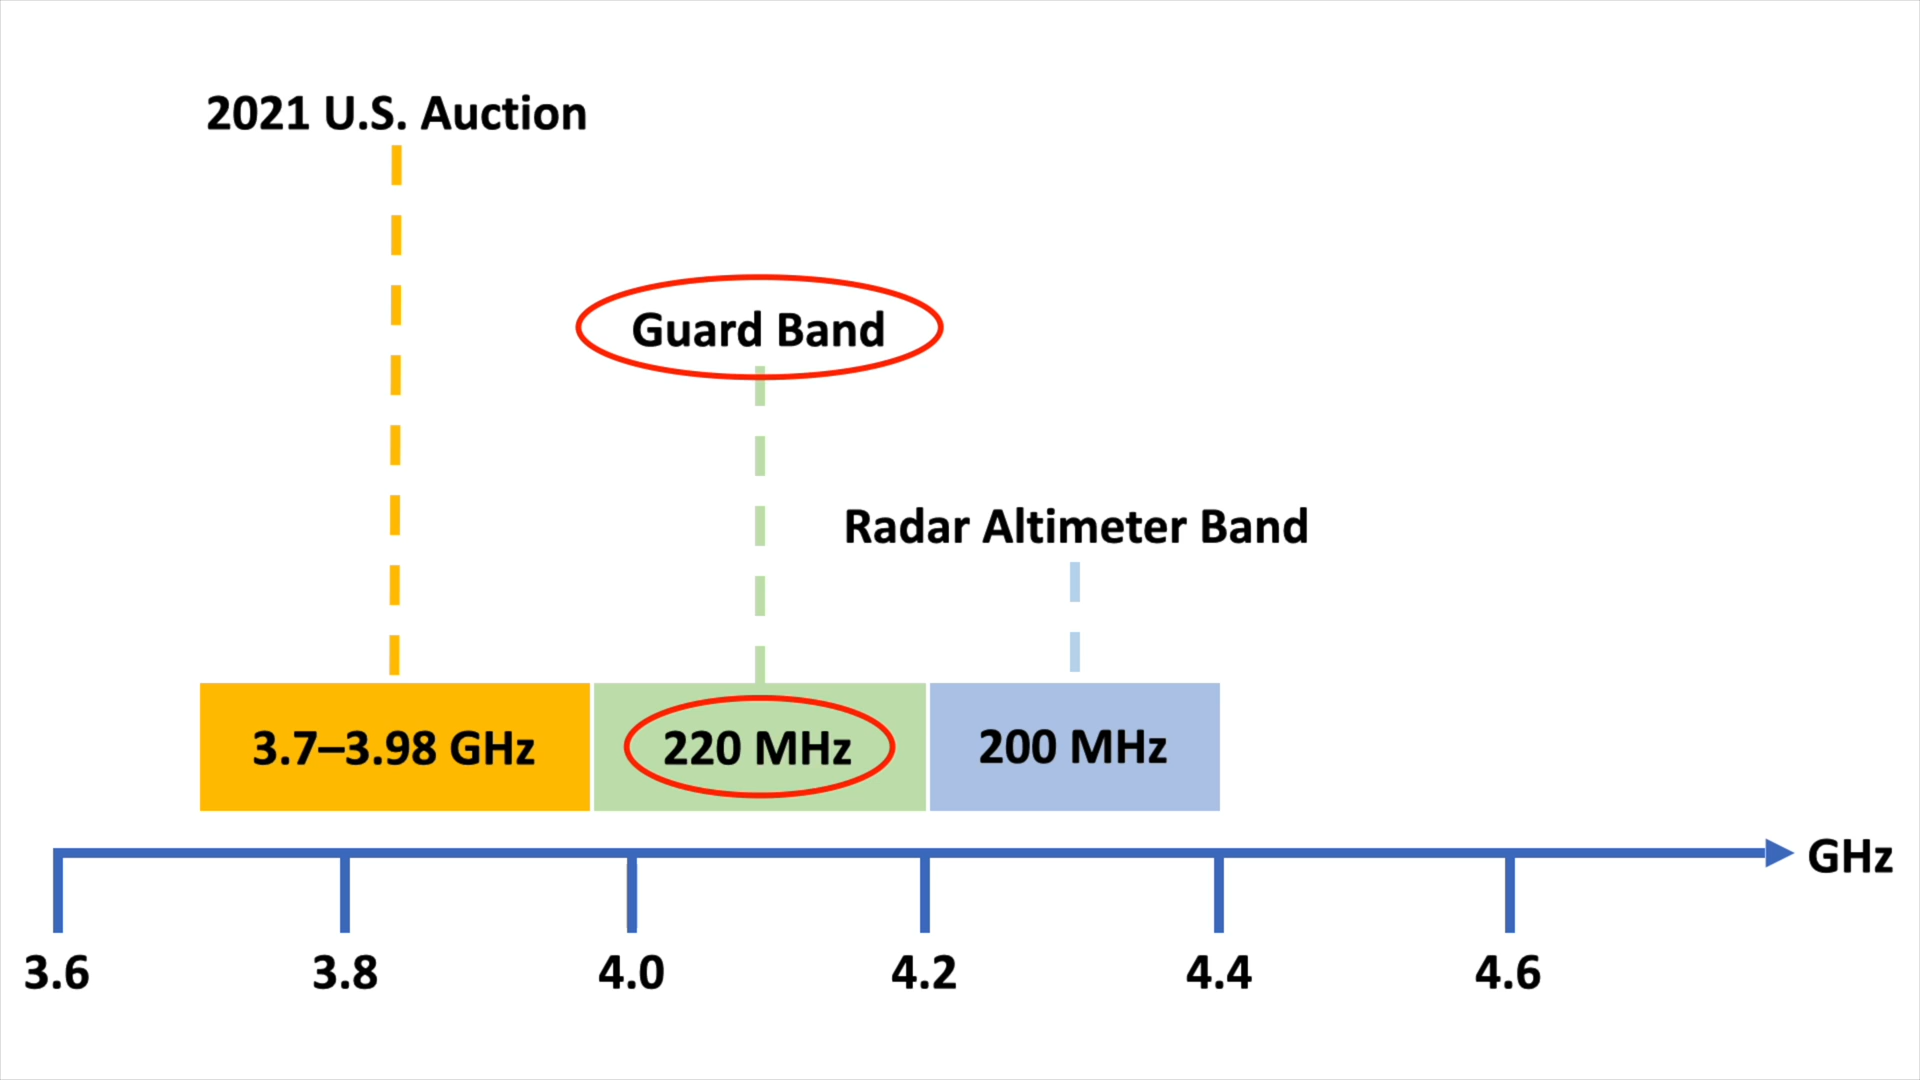 2021 U.S. Auction
Guard Band
Radar Altimeter Band
3.7–3.98 GHz
220 MHz
200 MHz
GHz
3.6
3.8
4.0
4.2
4.4
4.6